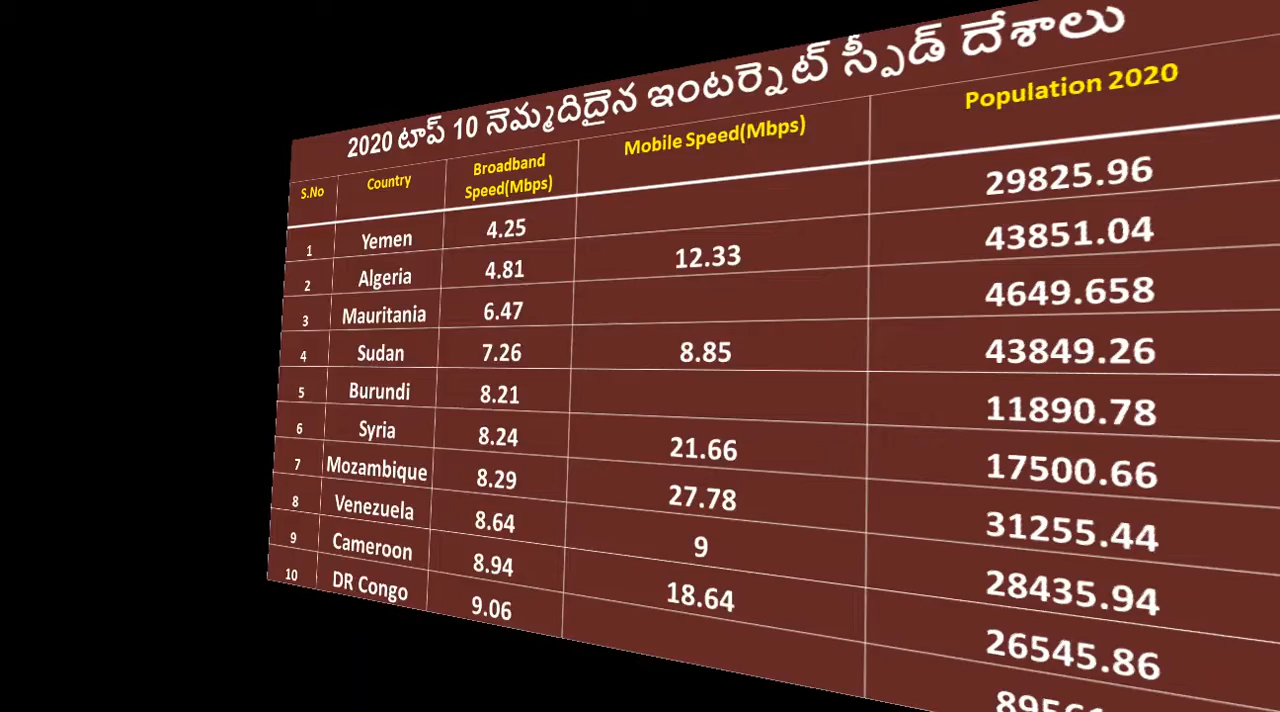 2020 టాప్ 10 నెమ్మదిదైన ఇంటర్నెట్ స్పీడ్ దేశాలు
S.No Country Broadband Speed(Mbps) Mobile Speed(Mbps) Population 2020
1 Yemen 4.25 29825.96
2 Algeria 4.81 12.33 43851.04
3 Mauritania 6.47 4649.658
4 Sudan 7.26 8.85 43849.26
5 Burundi 8.21 11890.78
6 Syria 8.24 21.66 17500.66
7 Mozambique 8.29 27.78 31255.44
8 Venezuela 8.64 9 28435.94
9 Cameroon 8.94 18.64 26545.86
10 DR Congo 9.06